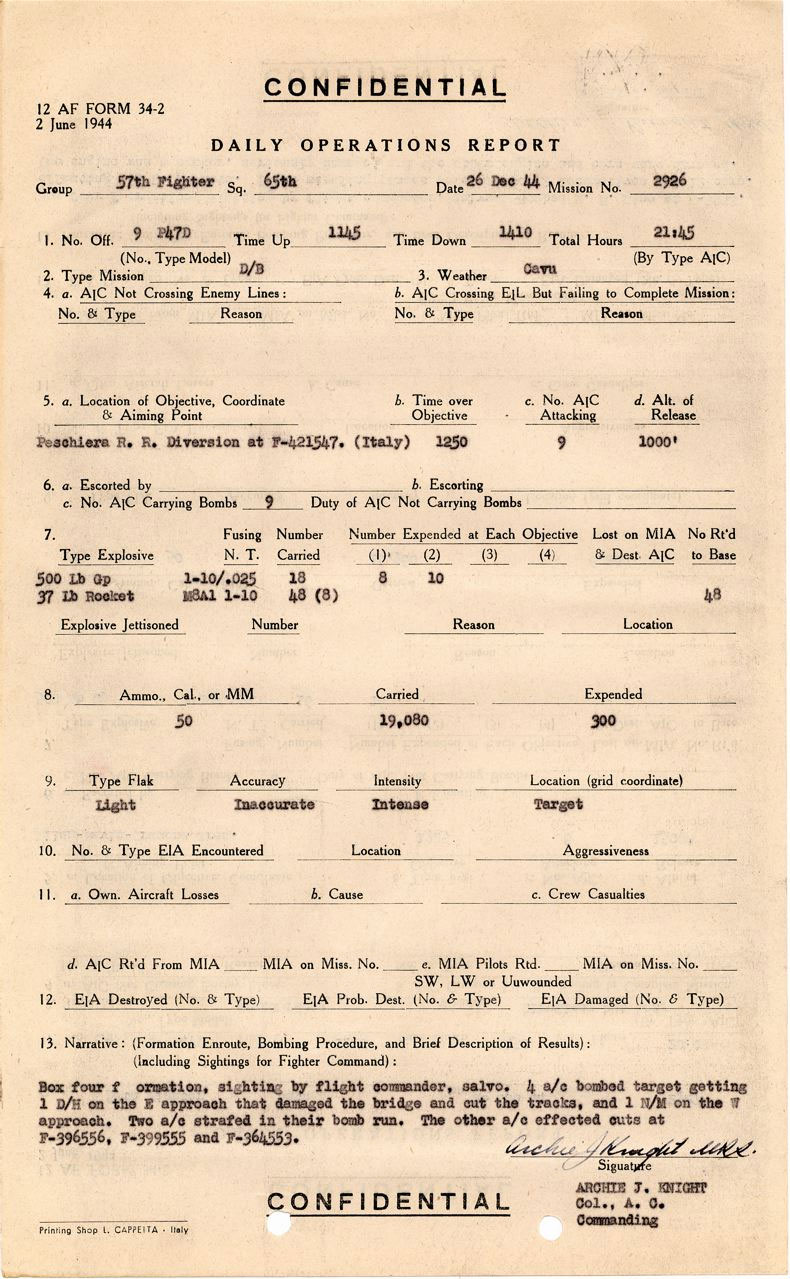 CONFIDENTIAL
12 AF FORM 34-2
2 June 1944
DAILY OPERATIONS REPORT
Group 57th Fighter Sq. 65th Date 26 Dec 44 Mission No. 2926
1. No. Off. 9 P47D Time Up 1145 Time Down 1410 Total Hours 21:45
(No., Type Model) (By Type A|C)
2. Type Mission D/B 3. Weather Cavu
4. a. A|C Not Crossing Enemy Lines: b. A|C Crossing E|L But Failing to Complete Mission:
No. & Type Reason No. & Type Reason
5. a. Location of Objective, Coordinate b. Time over c. No. A|C d. Alt. of
& Aiming Point Objective Attacking Release
Peschiera R. R. Diversion at F-421547. (Italy) 1250 9 1000'
6. a. Escorted by b. Escorting
c. No. A|C Carrying Bombs 9 Duty of A|C Not Carrying Bombs
7. Fusing Number Number Expended at Each Objective Lost on MIA No Rt'd
Type Explosive N. T. Carried (1) (2) (3) (4) & Dest. A|C to Base
500 Lb Gp 1-10/.025 18 8 10
37 Lb Rocket M8A1 1-10 48 (8) 48
Explosive Jettisoned Number Reason Location
8. Ammo., Cal., or MM Carried Expended
50 19,080 300
9. Type Flak Accuracy Intensity Location (grid coordinate)
Light Inaccurate Intense Target
10. No. & Type E|A Encountered Location Aggressiveness
11. a. Own. Aircraft Losses b. Cause c. Crew Casualties
d. A|C Rt'd From MIA MIA on Miss. No. e. MIA Pilots Rtd. MIA on Miss. No.
SW, LW or Uuwounded
12. E|A Destroyed (No. & Type) E|A Prob. Dest. (No. & Type) E|A Damaged (No. & Type)
13. Narrative: (Formation Enroute, Bombing Procedure, and Brief Description of Results):
(Including Sightings for Fighter Command):
Box four f ormation, sighting by flight commander, salvo. 4 a/c bombed target getting
1 D/H on the E approach that damaged the bridge and cut the tracks, and 1 N/M on the W
approach. Two a/c strafed in their bomb run. The other a/c effected cuts at
F-396556, F-399555 and F-364553.
Archie J Knight
Siguature
ARCHIE J. KNIGHT
Col., A. C.
Commanding
CONFIDENTIAL
Printing Shop L. CAPPEITA - Italy